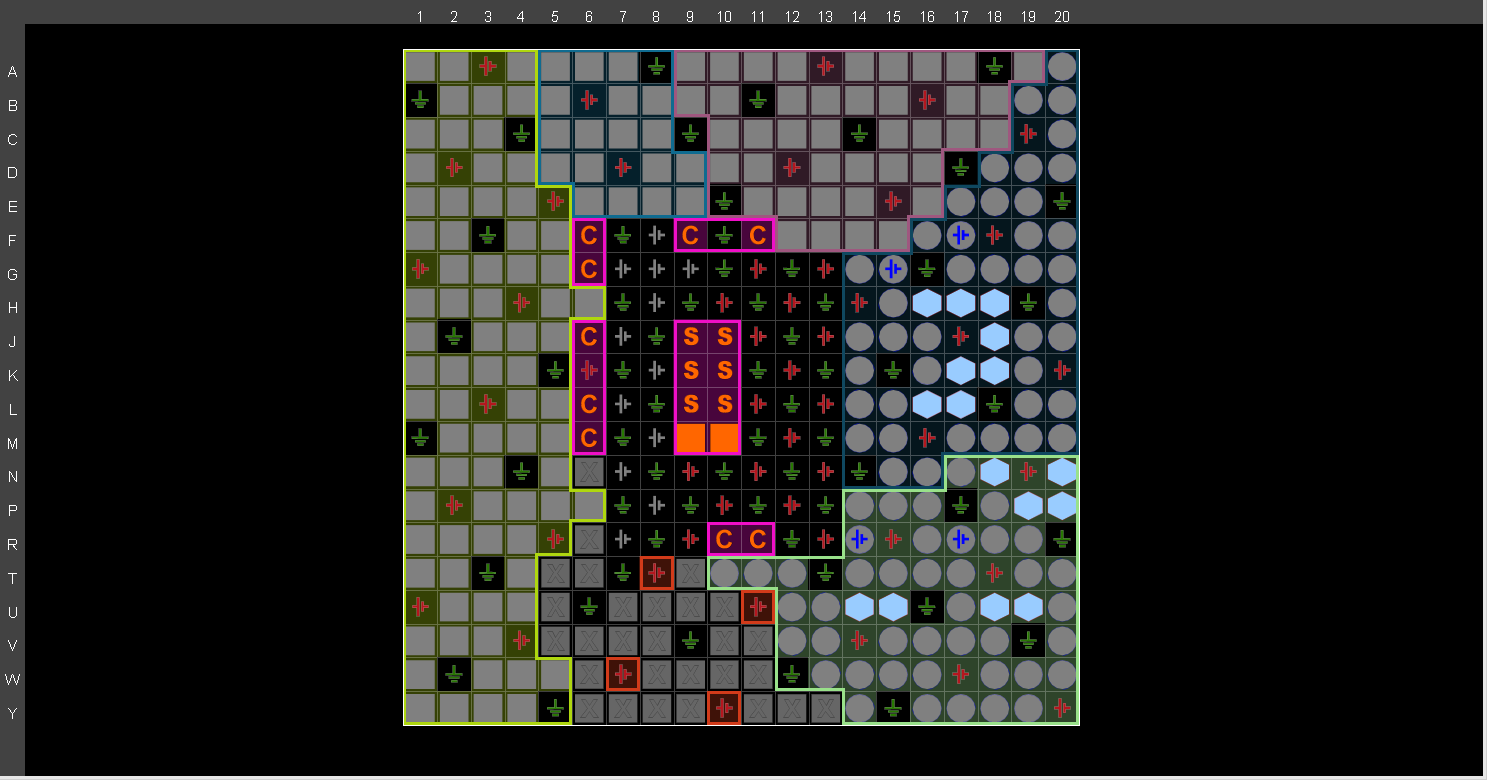 1 2 3 4 5 6 7 8 9 10 11 12 13 14 15 16 17 18 19 20
A
B
C
D
E
F C C C
G C
H
J C S S
K S S
L C S S
M C
N X
P
R X C C
T X X X
U X X X X X
V X X X X X X
W X X X X X
Y X X X X X X X